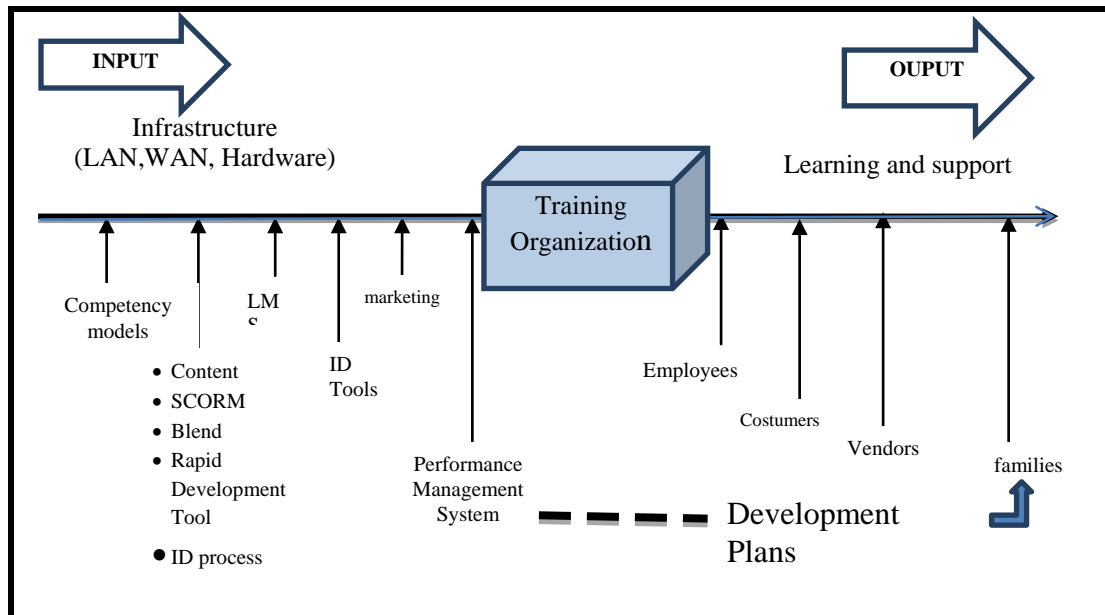 INPUT
OUPUT
Infrastructure
(LAN,WAN, Hardware)
Learning and support
Training
Organization
Competency
models
LM
S
marketing
ID
Tools
Employees
Costumers
Vendors
families
• Content
• SCORM
• Blend
• Rapid
Development
Tool
• ID process
Performance
Management
System
Development
Plans